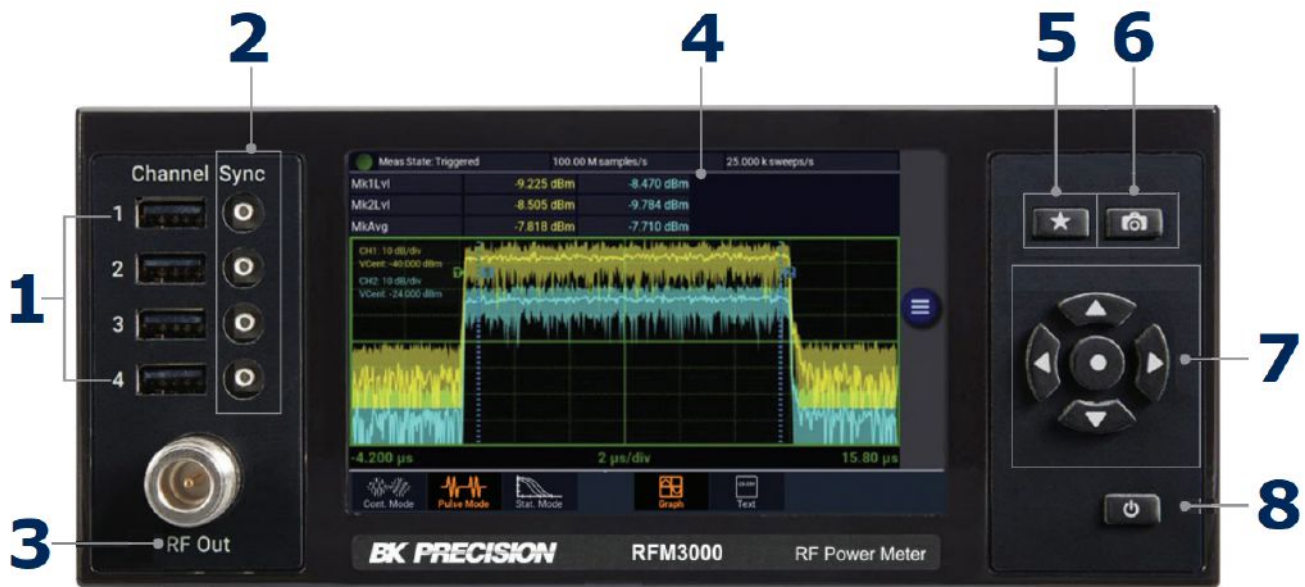 2
4
5
6
Channel Sync
1
2
3
4
1
Meas State: Triggered 100.00 M samples/s 25.000 k sweeps/s
Mk1Lvl -9.225 dBm -8.470 dBm
Mk2Lvl -8.505 dBm -9.784 dBm
MkAvg -7.818 dBm -7.710 dBm
CH1: 10 dB/div
VCent: -40.000 dBm
CH2: 10 dB/div
VCent: -24.000 dBm
-4.200 µs 2 µs/div 15.80 µs
Cont. Mode Pulse Mode Stat. Mode Graph Text
7
8
3
RF Out
BK PRECISION RFM3000 RF Power Meter